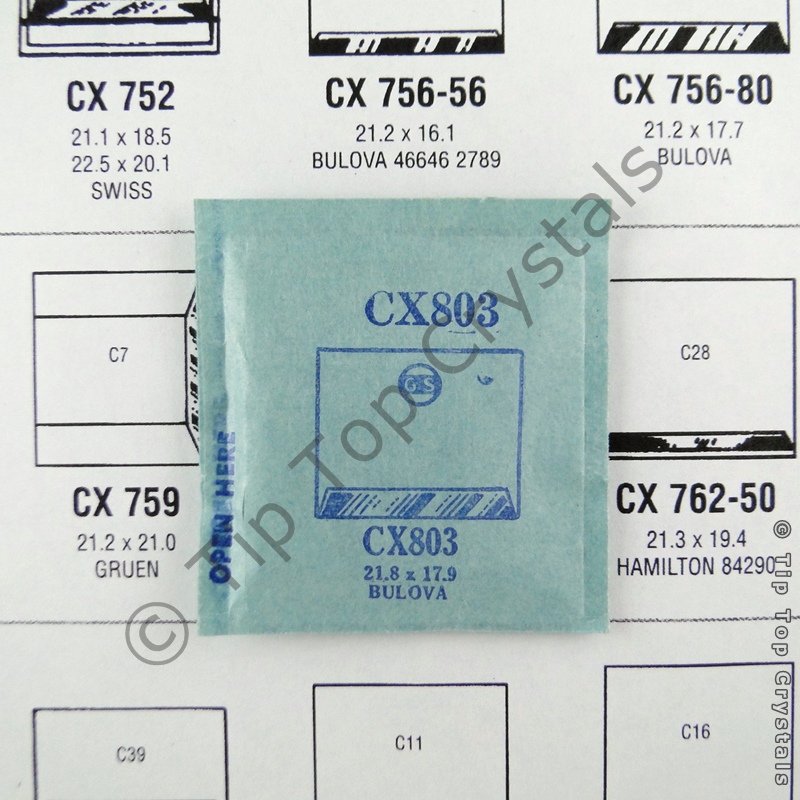 CX 752
21.1 x 18.5
22.5 x 20.1
SWISS
CX 756-56
21.2 x 16.1
BULOVA 46646 2789
CX 756-80
21.2 x 17.7
BULOVA
C7
CX 759
21.2 x 21.0
GRUEN
CX803
GS
OPEN HERE
CX803
21.8 x 17.9
BULOVA
C28
CX 762-50
21.3 x 19.4
HAMILTON 84290
C39
C11
C16
© Tip Top Crystals
© Tip Top Crystals